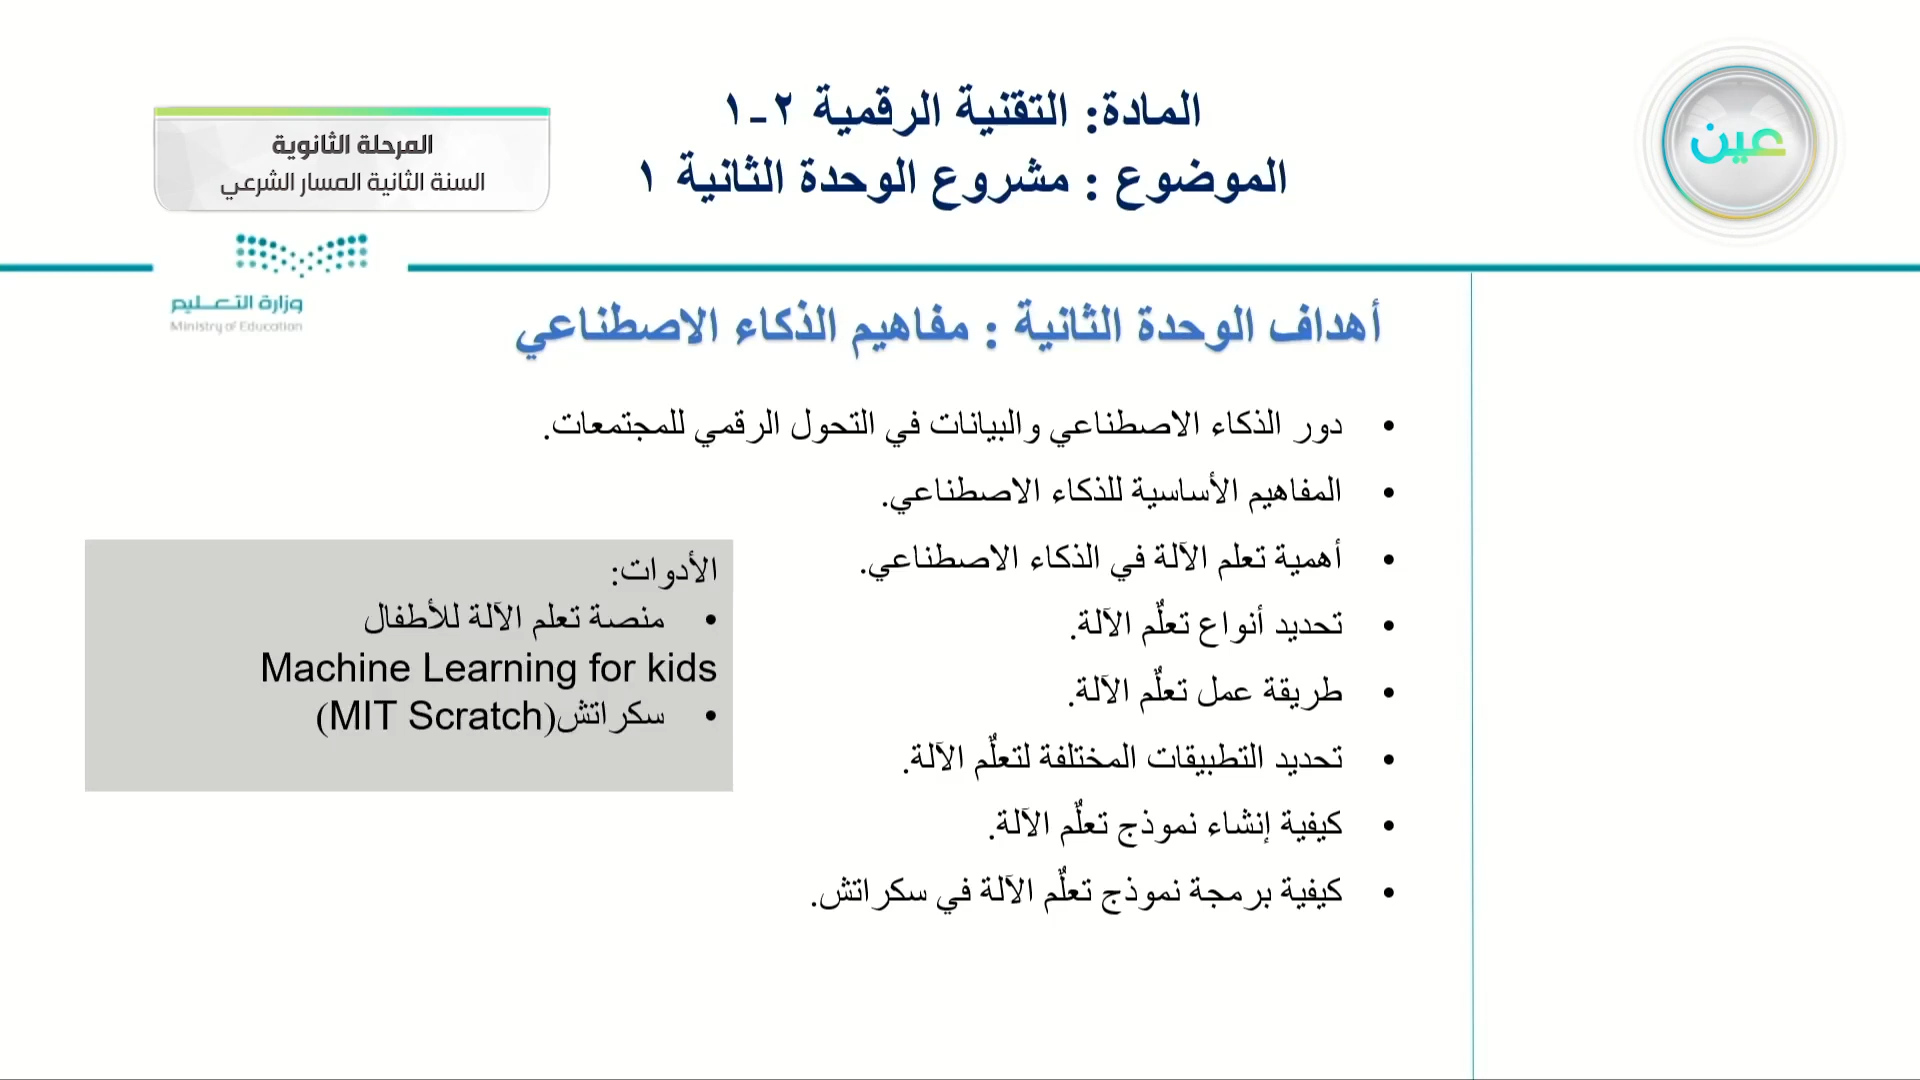 المادة: التقنية الرقمية ٢-١
الموضوع : مشروع الوحدة الثانية ١
عين
المرحلة الثانوية
السنة الثانية المسار الشرعي
وزارة التعليم
Ministry of Education
أهداف الوحدة الثانية : مفاهيم الذكاء الاصطناعي
• دور الذكاء الاصطناعي والبيانات في التحول الرقمي للمجتمعات.
• المفاهيم الأساسية للذكاء الاصطناعي.
• أهمية تعلم الآلة في الذكاء الاصطناعي.
• تحديد أنواع تعلٌم الآلة.
• طريقة عمل تعلٌم الآلة.
• تحديد التطبيقات المختلفة لتعلٌم الآلة.
• كيفية إنشاء نموذج تعلٌم الآلة.
• كيفية برمجة نموذج تعلٌم الآلة في سكراتش.
الأدوات:
• منصة تعلم الآلة للأطفال
Machine Learning for kids
• سكراتش(MIT Scratch)